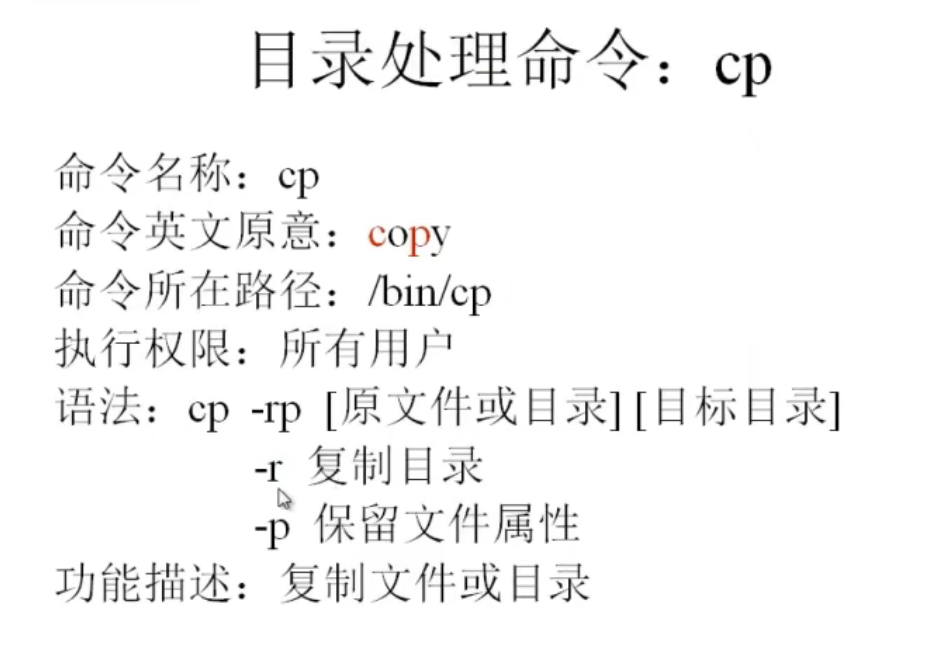 目录处理命令：cp
命令名称：cp
命令英文原意：copy
命令所在路径：/bin/cp
执行权限：所有用户
语法：cp -rp [原文件或目录] [目标目录]
-r 复制目录
-p 保留文件属性
功能描述：复制文件或目录